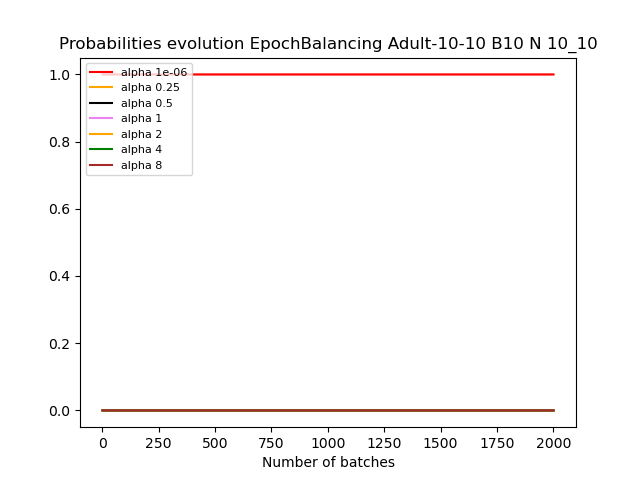 Probabilities evolution EpochBalancing Adult-10-10 B10 N 10_10
1.0
0.8
0.6
0.4
0.2
0.0
alpha 1e-06
alpha 0.25
alpha 0.5
alpha 1
alpha 2
alpha 4
alpha 8
0 250 500 750 1000 1250 1500 1750 2000
Number of batches